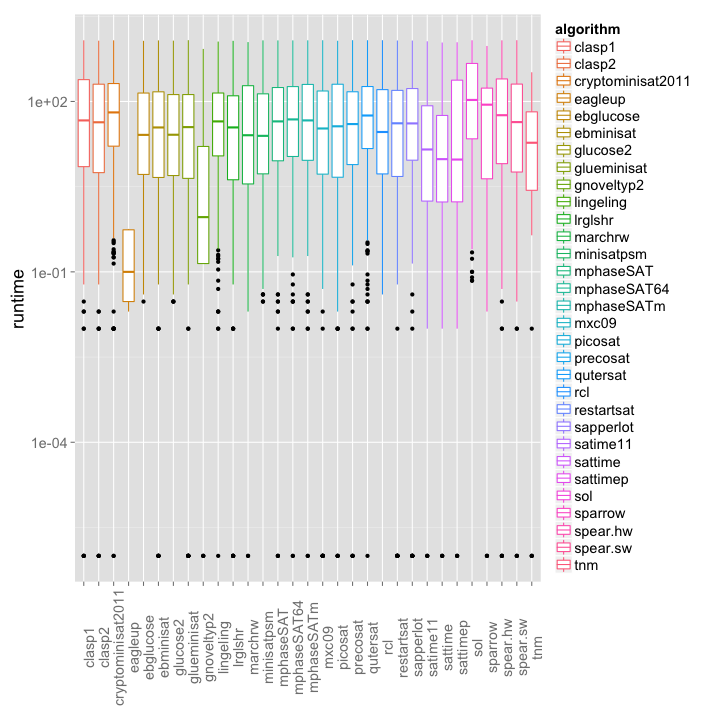 algorithm
clasp1
clasp2
cryptominisat2011
eagleup
ebglucose
ebminisat
glucose2
glueminisat
gnoveltyp2
lingeling
lrglshr
marchrw
minisatpsm
mphaseSAT
mphaseSAT64
mphaseSATm
mxc09
picosat
precosat
qutersat
rcl
restartsat
sapperlot
satime11
sattime
sattimep
sol
sparrow
spear.hw
spear.sw
tnm
1e+02
1e-01
1e-04
runtime
clasp1
clasp2
cryptominisat2011
eagleup
ebglucose
ebminisat
glucose2
glueminisat
gnoveltyp2
lingeling
lrglshr
marchrw
minisatpsm
mphaseSAT
mphaseSAT64
mphaseSATm
mxc09
picosat
precosat
qutersat
rcl
restartsat
sapperlot
satime11
sattime
sattimep
sol
sparrow
spear.hw
spear.sw
tnm